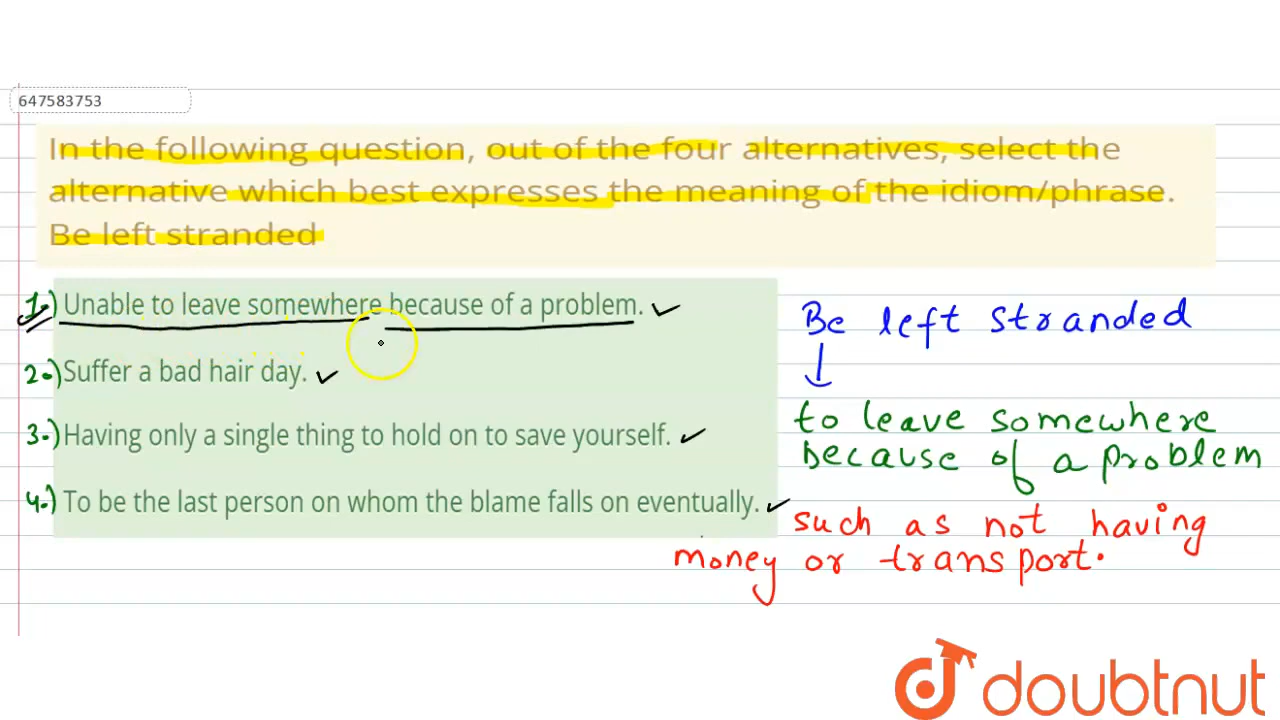 647583753
In the following question, out of the four alternatives, select the
alternative which best expresses the meaning of the idiom/phrase.
Be left stranded
1.) Unable to leave somewhere because of a problem.
2.) Suffer a bad hair day.
3.) Having only a single thing to hold on to save yourself.
4.) To be the last person on whom the blame falls on eventually.
Be left stranded
to leave somewhere
because of a problem
such as not having
money or transport.
doubtnut